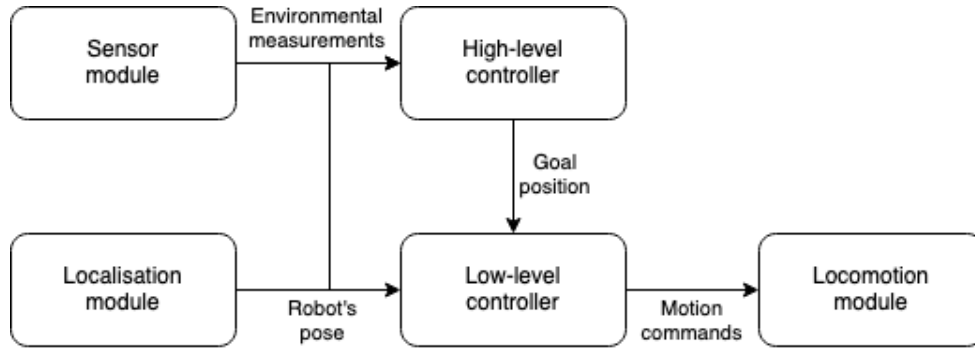 Environmental
measurements
Sensor
module
High-level
controller
Goal
position
Localisation
module
Robot's
pose
Low-level
controller
Motion
commands
Locomotion
module